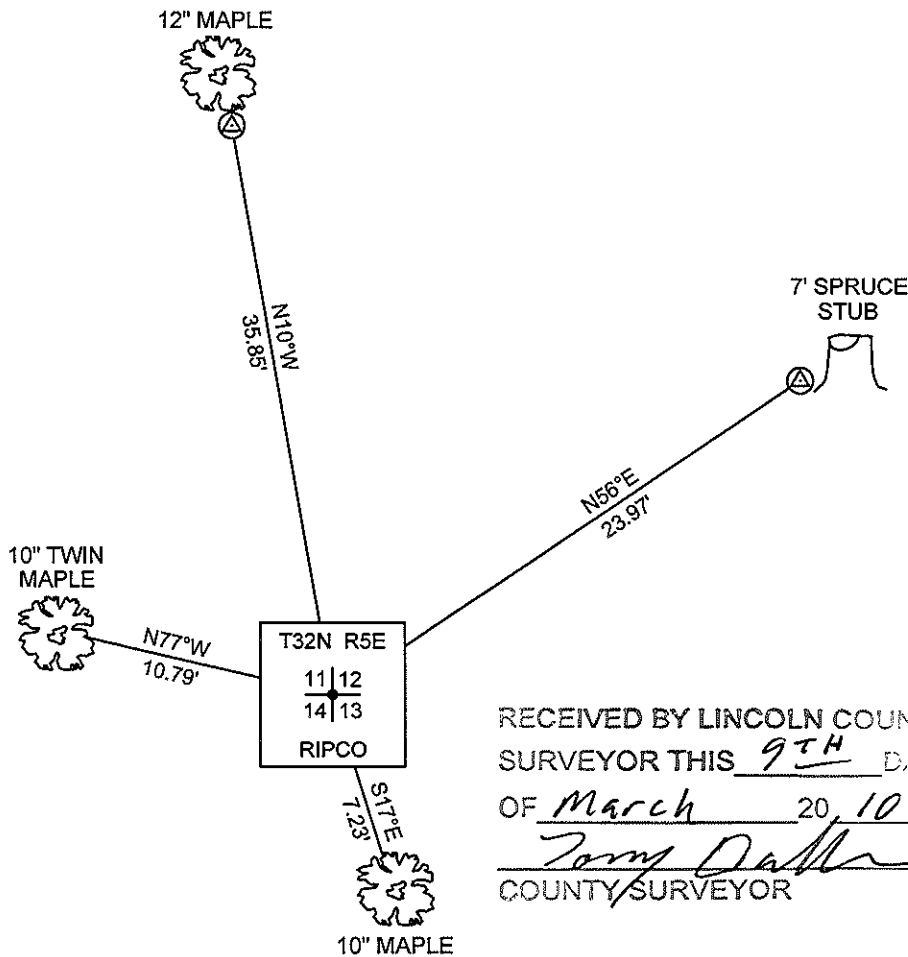 12" MAPLE
N10°W
35.85'
7' SPRUCE
STUB
N56°E
23.97'
10" TWIN
MAPLE
N77°W
10.79'
T32N R5E
11 12
14 13
RIPCO
S17°E
7.23'
10" MAPLE
RECEIVED BY LINCOLN COUN
SURVEYOR THIS 9TH DA
OF March 20 10
COUNTY SURVEYOR